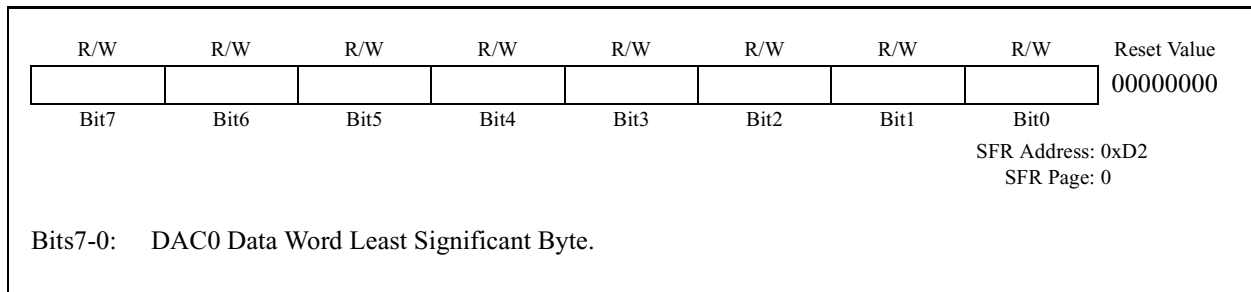 R/W R/W R/W R/W R/W R/W R/W R/W Reset Value
00000000
Bit7 Bit6 Bit5 Bit4 Bit3 Bit2 Bit1 Bit0
SFR Address: 0xD2
SFR Page: 0
Bits7-0: DAC0 Data Word Least Significant Byte.